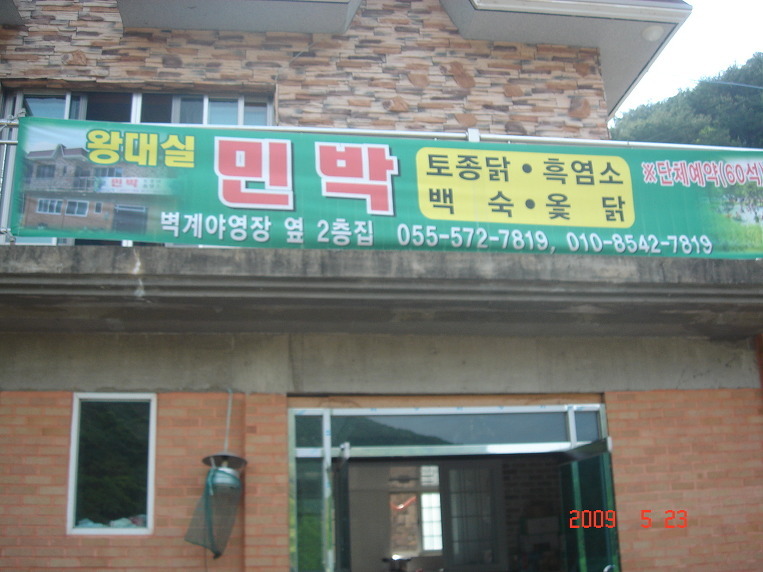 왕대실 민박 토종닭•흑염소 ※단체예약(60석)
백 숙•옻 닭
벽계야영장 옆 2층집 055-572-7819, 010-8542-7819
2009 5 23